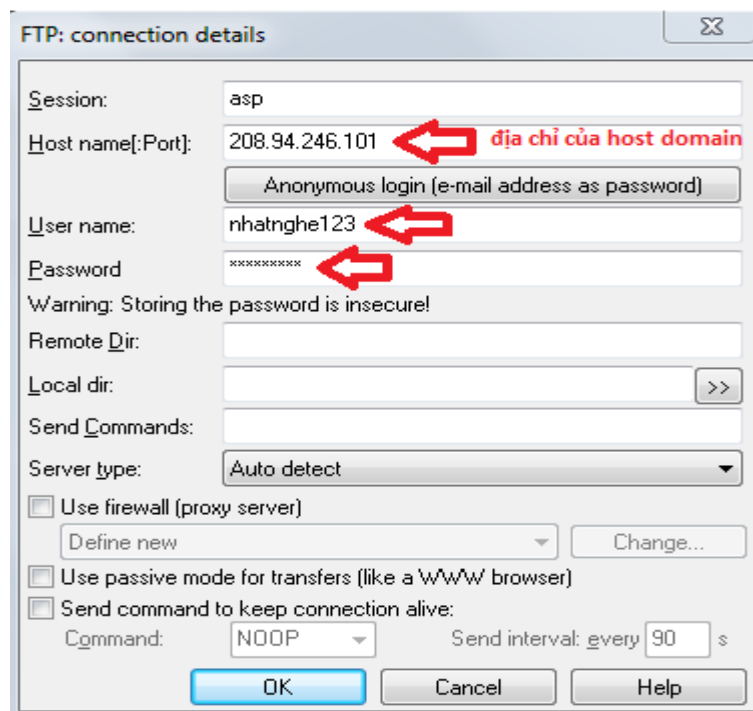 FTP: connection details
Session: asp
Host name[:Port]: 208.94.246.101 địa chỉ của host domain
Anonymous login (e-mail address as password)
User name: nhatnghe123
Password *********
Warning: Storing the password is insecure!
Remote Dir:
Local dir: >>
Send Commands:
Server type: Auto detect
Use firewall (proxy server)
Define new Change...
Use passive mode for transfers (like a WWW browser)
Send command to keep connection alive:
Command: NOOP Send interval: every 90 s
OK Cancel Help